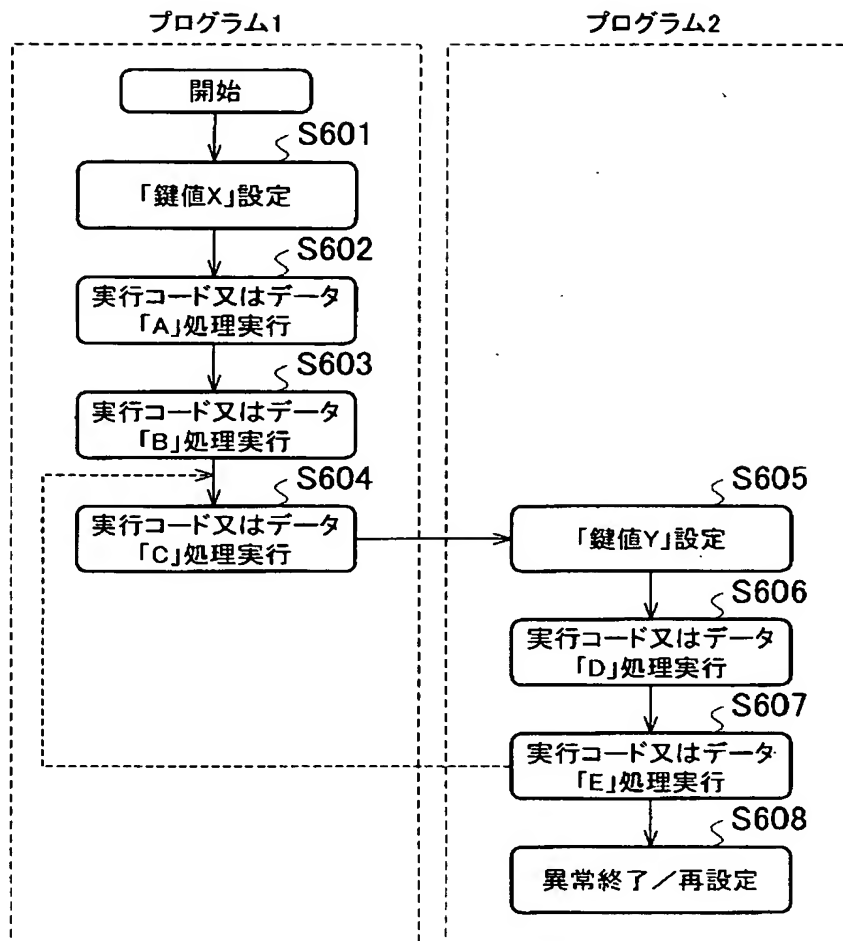 プログラム1
開始
S601
「鍵値X」設定
S602
実行コード又はデータ
「A」処理実行
S603
実行コード又はデータ
「B」処理実行
S604
実行コード又はデータ
「C」処理実行
プログラム2
S605
「鍵値Y」設定
S606
実行コード又はデータ
「D」処理実行
S607
実行コード又はデータ
「E」処理実行
S608
異常終了／再設定